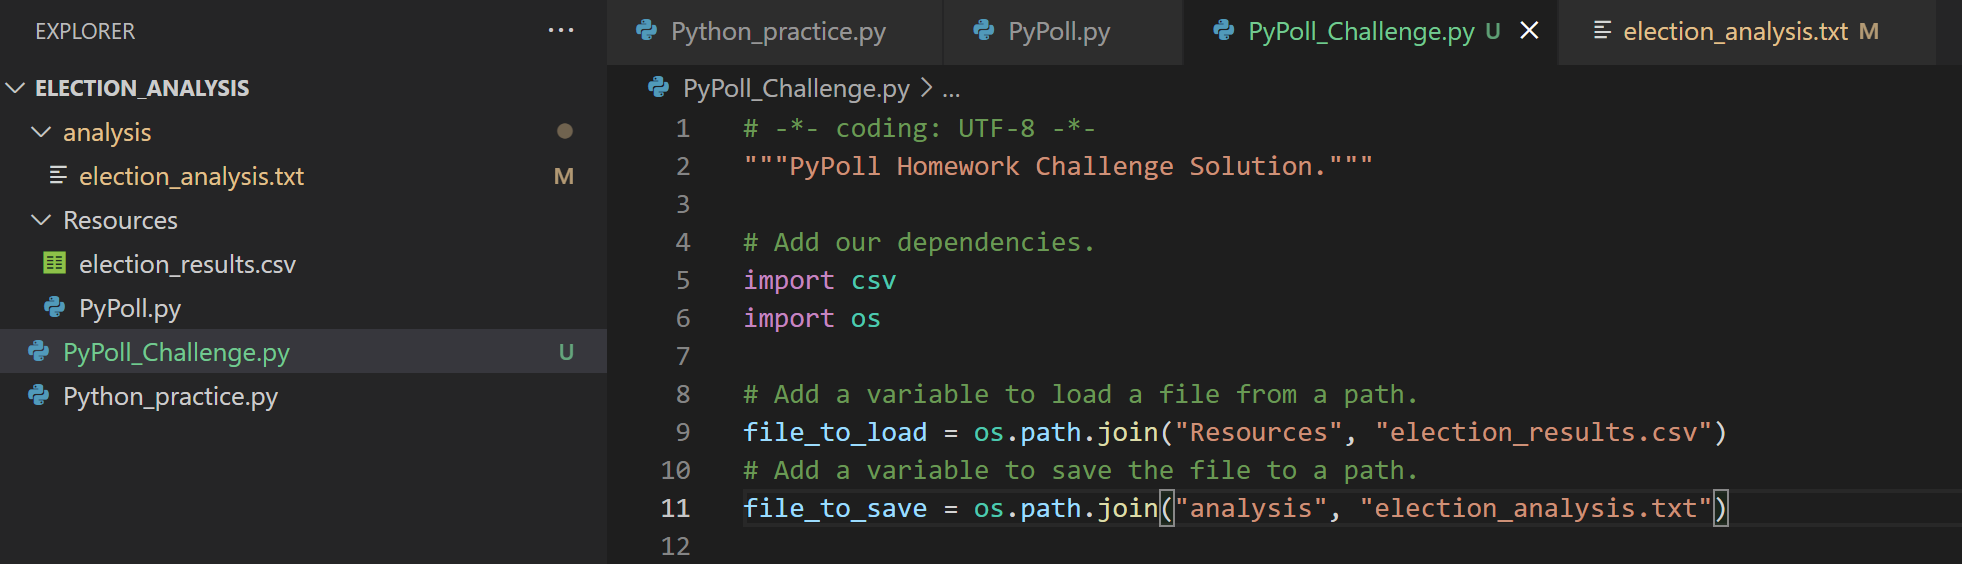 EXPLORER ...
ELECTION_ANALYSIS
analysis
election_analysis.txt M
Resources
election_results.csv
PyPoll.py
PyPoll_Challenge.py U
Python_practice.py
Python_practice.py PyPoll.py PyPoll_Challenge.py U election_analysis.txt M
PyPoll_Challenge.py > ...
1 # -*- coding: UTF-8 -*-
2 """PyPoll Homework Challenge Solution."""
3
4 # Add our dependencies.
5 import csv
6 import os
7
8 # Add a variable to load a file from a path.
9 file_to_load = os.path.join("Resources", "election_results.csv")
10 # Add a variable to save the file to a path.
11 file_to_save = os.path.join("analysis", "election_analysis.txt")
12